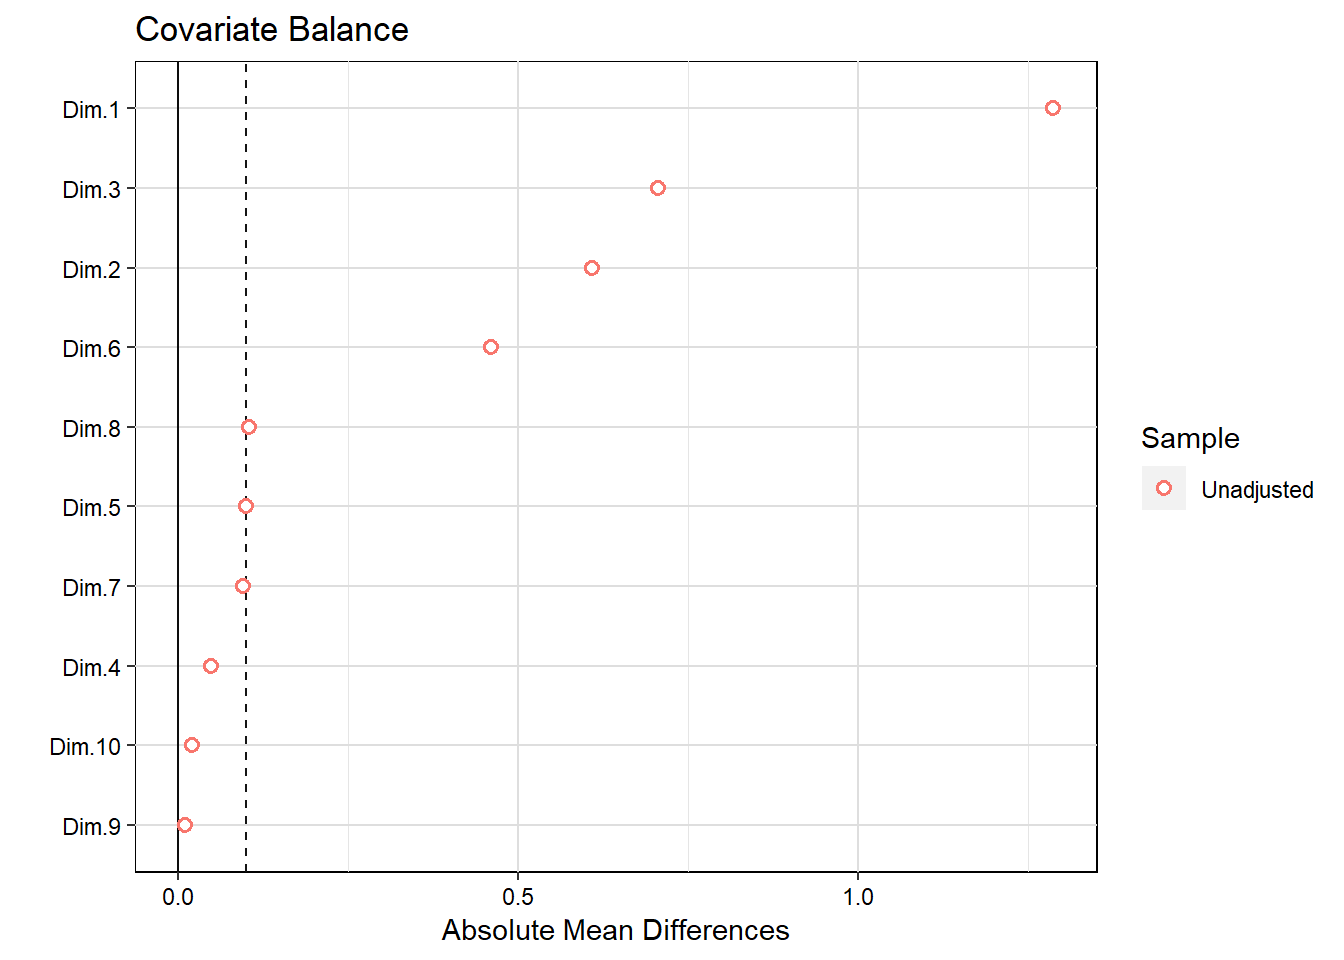 Covariate Balance
Dim.1
Dim.3
Dim.2
Dim.6
Dim.8
Dim.5
Dim.7
Dim.4
Dim.10
Dim.9
0.0
0.5
1.0
Absolute Mean Differences
Sample
Unadjusted